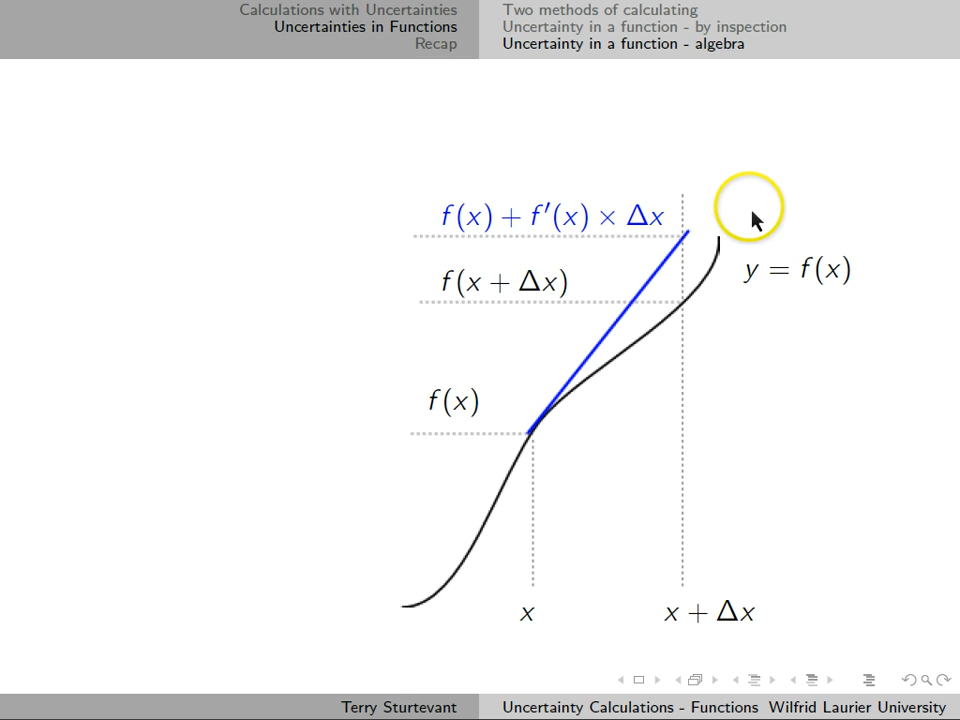 Calculations with Uncertainties
Uncertainties in Functions
Recap
Two methods of calculating
Uncertainty in a function - by inspection
Uncertainty in a function - algebra
f(x) + f′(x) × Δx
f(x + Δx)
y = f(x)
f(x)
x
x + Δx
Terry Sturtevant
Uncertainty Calculations - Functions Wilfrid Laurier University